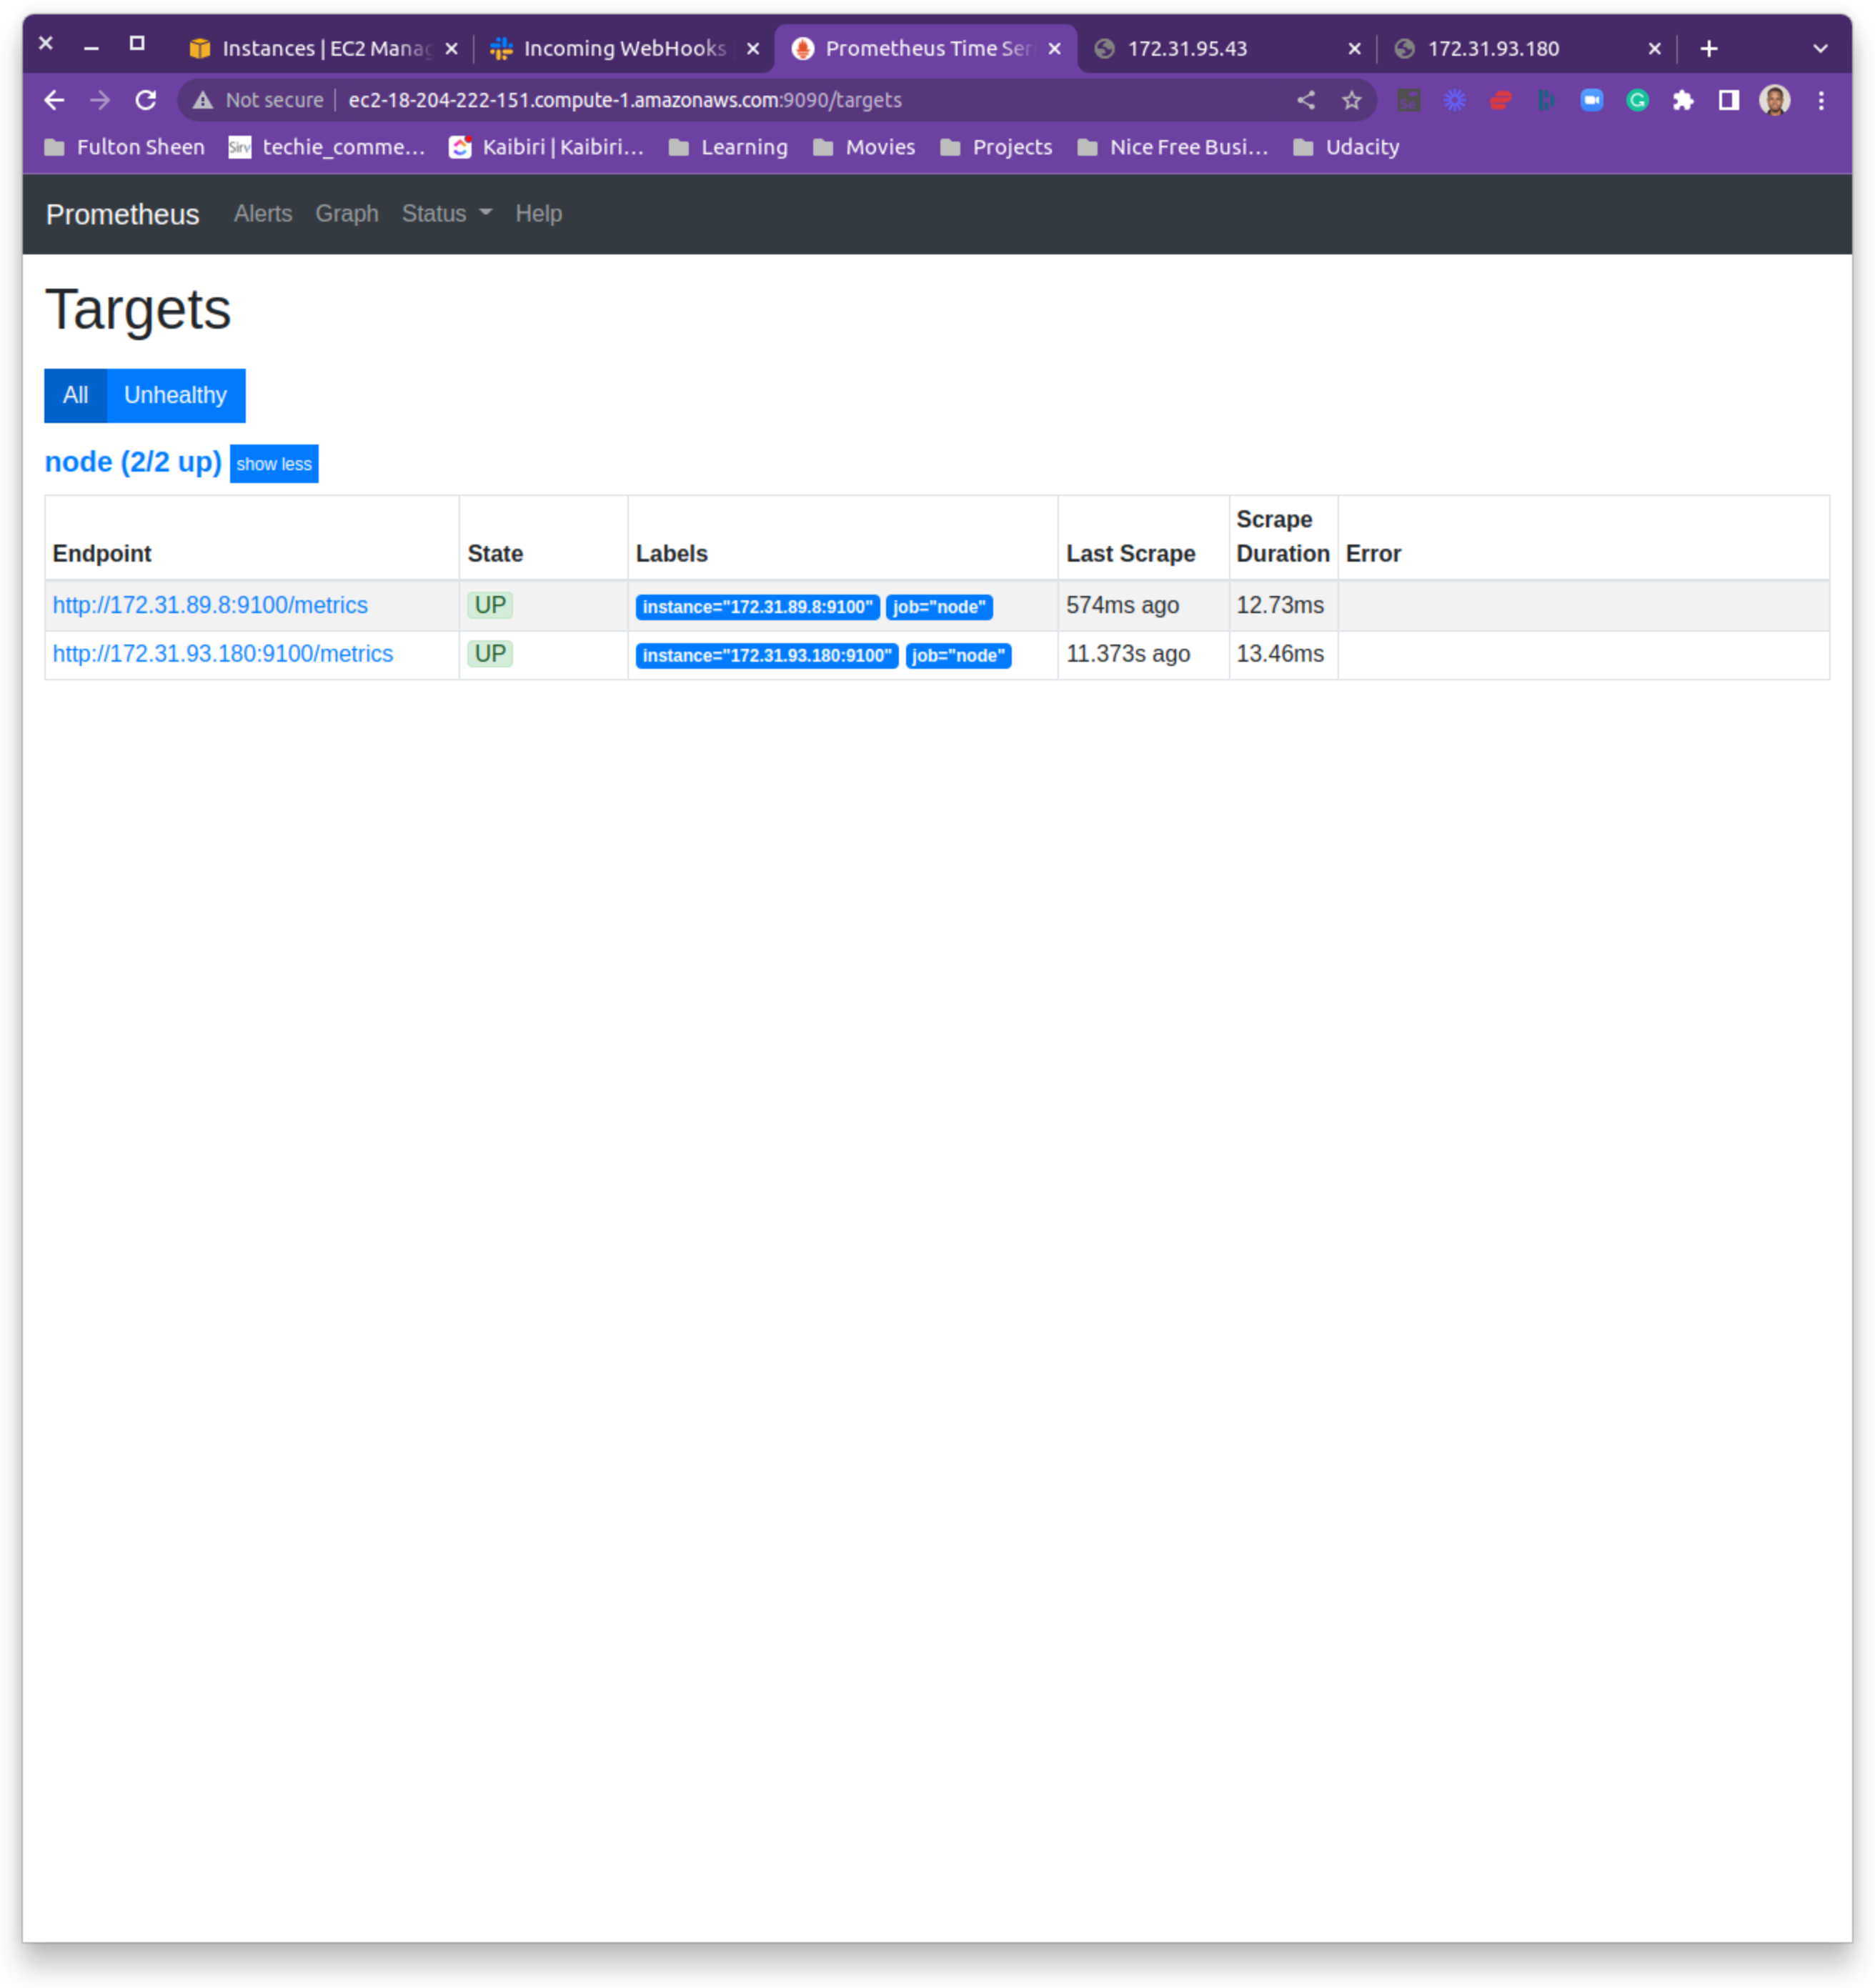 Instances | EC2 Manag
Incoming WebHooks
Prometheus Time Ser
172.31.95.43
172.31.93.180
Not secure
ec2-18-204-222-151.compute-1.amazonaws.com:9090/targets
Fulton Sheen
Sirv
techie_comme...
Kaibiri | Kaibiri...
Learning
Movies
Projects
Nice Free Busi...
Udacity
Prometheus
Alerts
Graph
Status
Help
Targets
All
Unhealthy
node (2/2 up)
show less
Endpoint
State
Labels
Last Scrape
Scrape
Duration
Error
http://172.31.89.8:9100/metrics
UP
instance="172.31.89.8:9100"
job="node"
574ms ago
12.73ms
http://172.31.93.180:9100/metrics
UP
instance="172.31.93.180:9100"
job="node"
11.373s ago
13.46ms